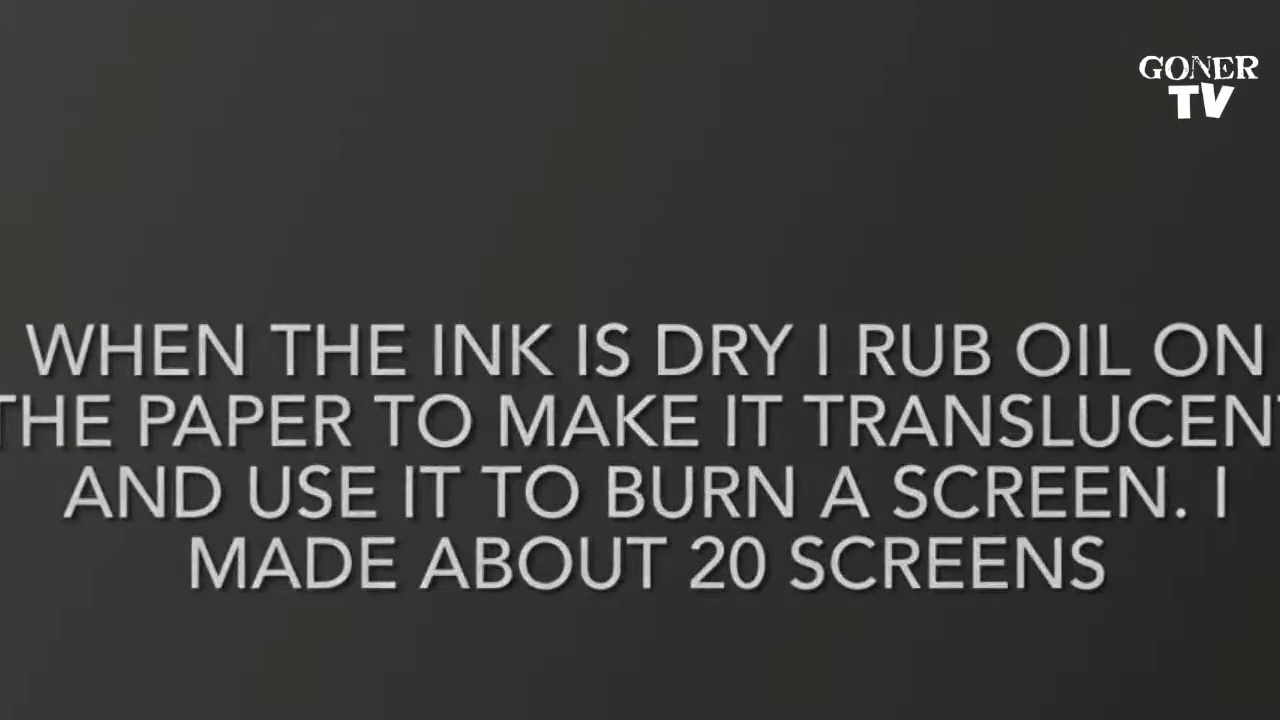 GONER
TV
WHEN THE INK IS DRY I RUB OIL ON
THE PAPER TO MAKE IT TRANSLUCENT
AND USE IT TO BURN A SCREEN. I
MADE ABOUT 20 SCREENS